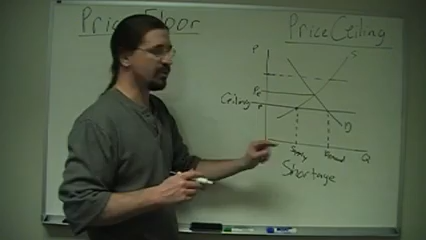 Price Floor
Price Ceiling
P
S
Pe
Ceiling
P
D
Q
Supply
Demand
Shortage